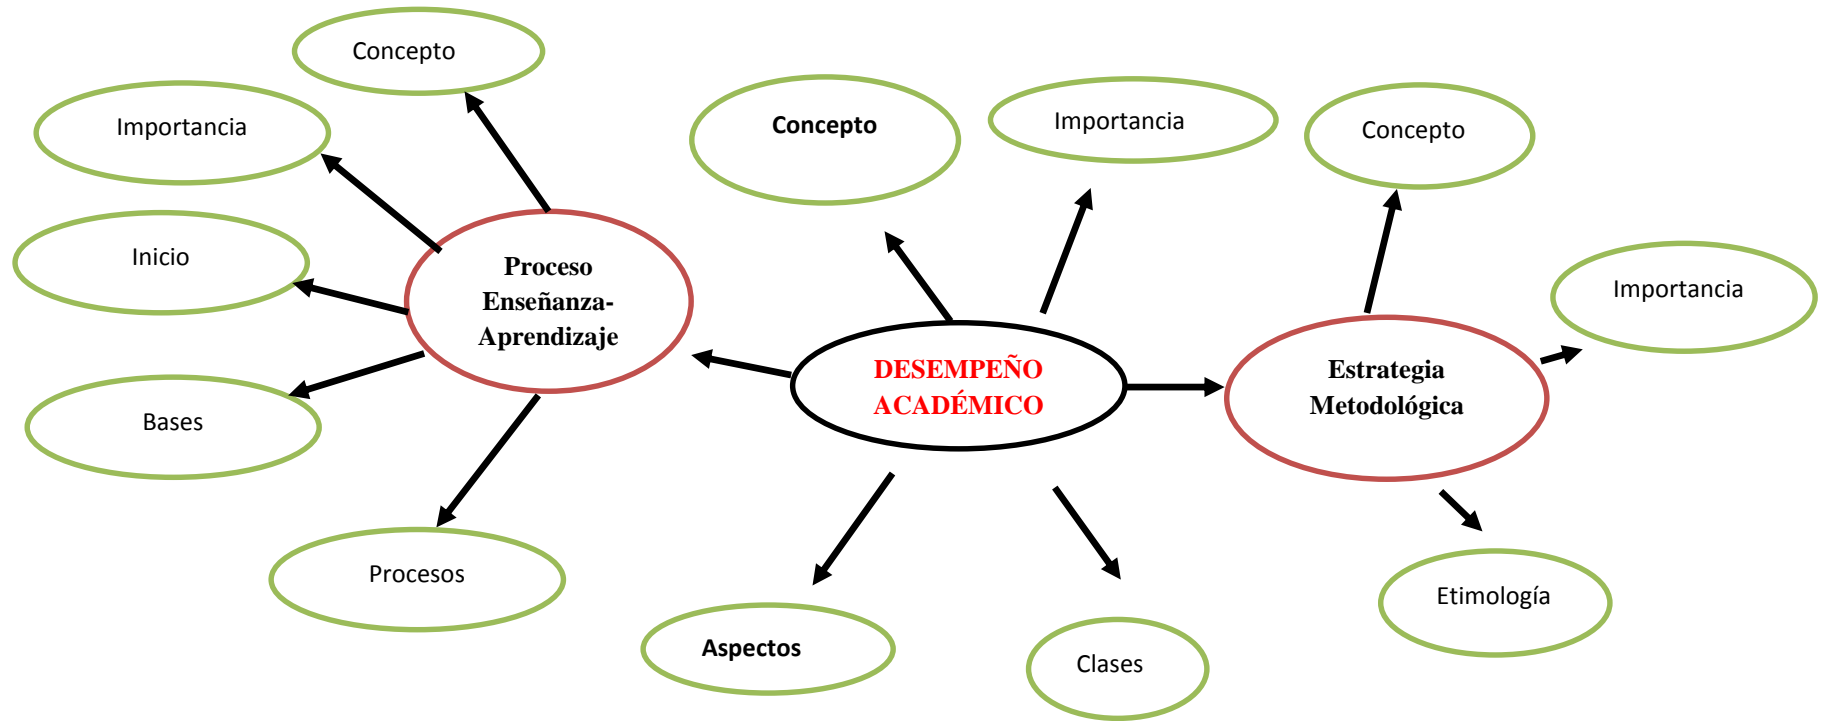 Concepto
Importancia
Inicio
Bases
Procesos
Proceso
Enseñanza-
Aprendizaje
Concepto
Importancia
DESEMPEÑO
ACADÉMICO
Aspectos
Clases
Concepto
Importancia
Estrategia
Metodológica
Etimología